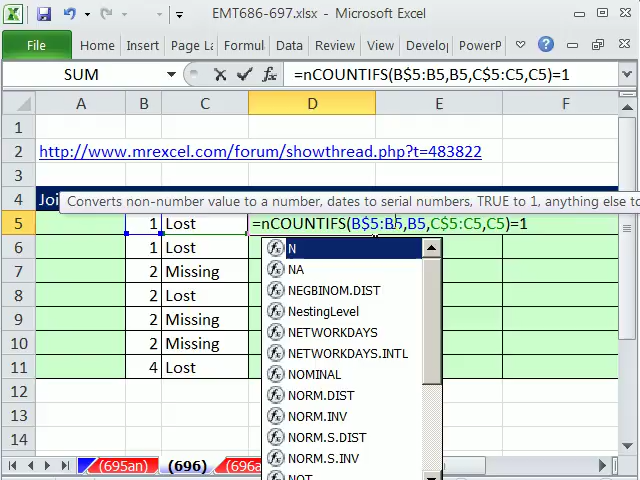 EMT686-697.xlsx - Microsoft Excel
File Home Insert Page La Formul Data Review View Develo PowerP
SUM =nCOUNTIFS(B$5:B5,B5,C$5:C5,C5)=1
A B C D E F
1
2 http://www.mrexcel.com/forum/showthread.php?t=483822
3
4 Joi Converts non-number value to a number, dates to serial numbers, TRUE to 1, anything else to
5 1 Lost =nCOUNTIFS(B$5:B5,B5,C$5:C5,C5)=1
6 1 Lost N
7 2 Missing NA
8 2 Lost NEGBINOM.DIST
NestingLevel
9 2 Missing NETWORKDAYS
10 2 Missing NETWORKDAYS.INTL
11 4 Lost NOMINAL
12 NORM.DIST
13 NORM.INV
14 NORM.S.DIST
NORM.S.INV
(695an) (696) (696a NOT